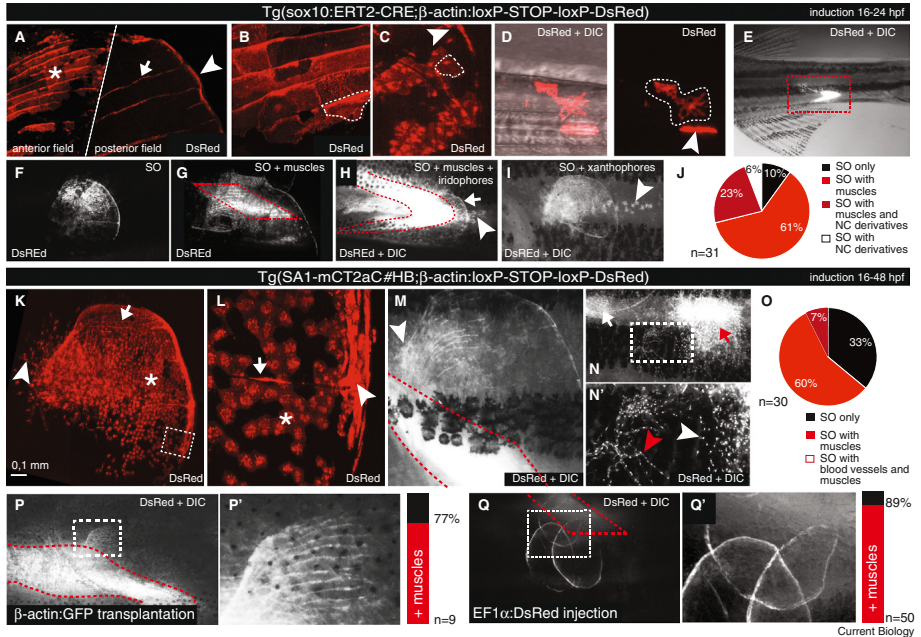 Tg(sox10:ERT2-CRE;β-actin:loxP-STOP-loxP-DsRed)
induction 16-24 hpf
A
*
anterior field
posterior field
DsRed
B
DsRed
C
DsRed
D
DsRed + DIC
DsRed
E
DsRed + DIC
F
SO
DsREd
G
SO + muscles
DsREd
H
SO + muscles +
iridophores
DsREd + DIC
I
SO + xanthophores
DsREd + DIC
J
6%
10%
23%
61%
n=31
SO only
SO with
muscles
SO with
muscles and
NC derivatives
SO with
NC derivatives
Tg(SA1-mCT2aC#HB;β-actin:loxP-STOP-loxP-DsRed)
induction 16-48 hpf
K
*
0,1 mm
DsRed
L
*
DsRed
M
DsRed + DIC
N
N'
DsRed + DIC
O
7%
33%
60%
n=30
SO only
SO with
muscles
SO with
blood vessels and
muscles
P
DsRed + DIC
β-actin:GFP transplantation
P'
77%
+ muscles
n=9
Q
DsRed + DIC
EF1α:DsRed injection
Q'
89%
+ muscles
n=50
Current Biology